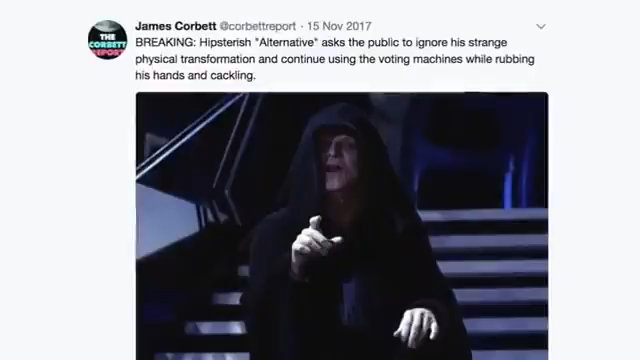 James Corbett @corbettreport · 15 Nov 2017
BREAKING: Hipsterish "Alternative" asks the public to ignore his strange
physical transformation and continue using the voting machines while rubbing
his hands and cackling.
THE
CORBETT
REPORT